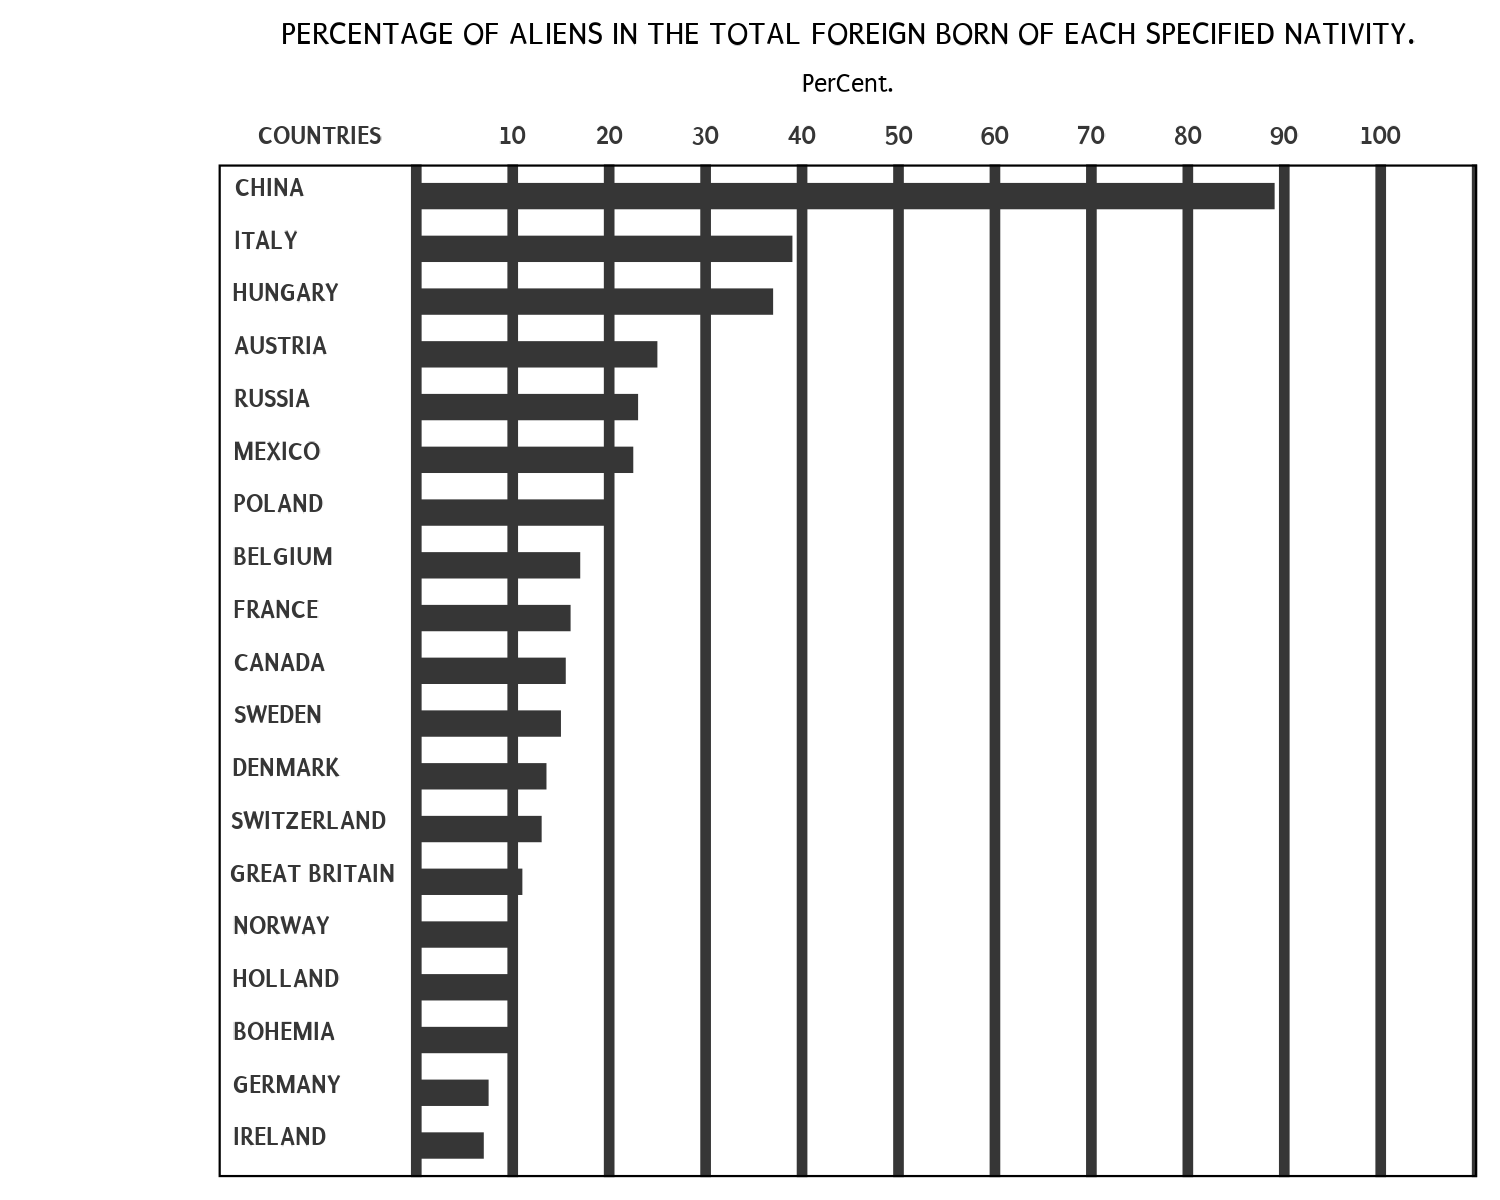 PERCENTAGE OF ALIENS IN THE TOTAL FOREIGN BORN OF EACH SPECIFIED NATIVITY.
PerCent.
COUNTRIES 10 20 30 40 50 60 70 80 90 100
CHINA
ITALY
HUNGARY
AUSTRIA
RUSSIA
MEXICO
POLAND
BELGIUM
FRANCE
CANADA
SWEDEN
DENMARK
SWITZERLAND
GREAT BRITAIN
NORWAY
HOLLAND
BOHEMIA
GERMANY
IRELAND